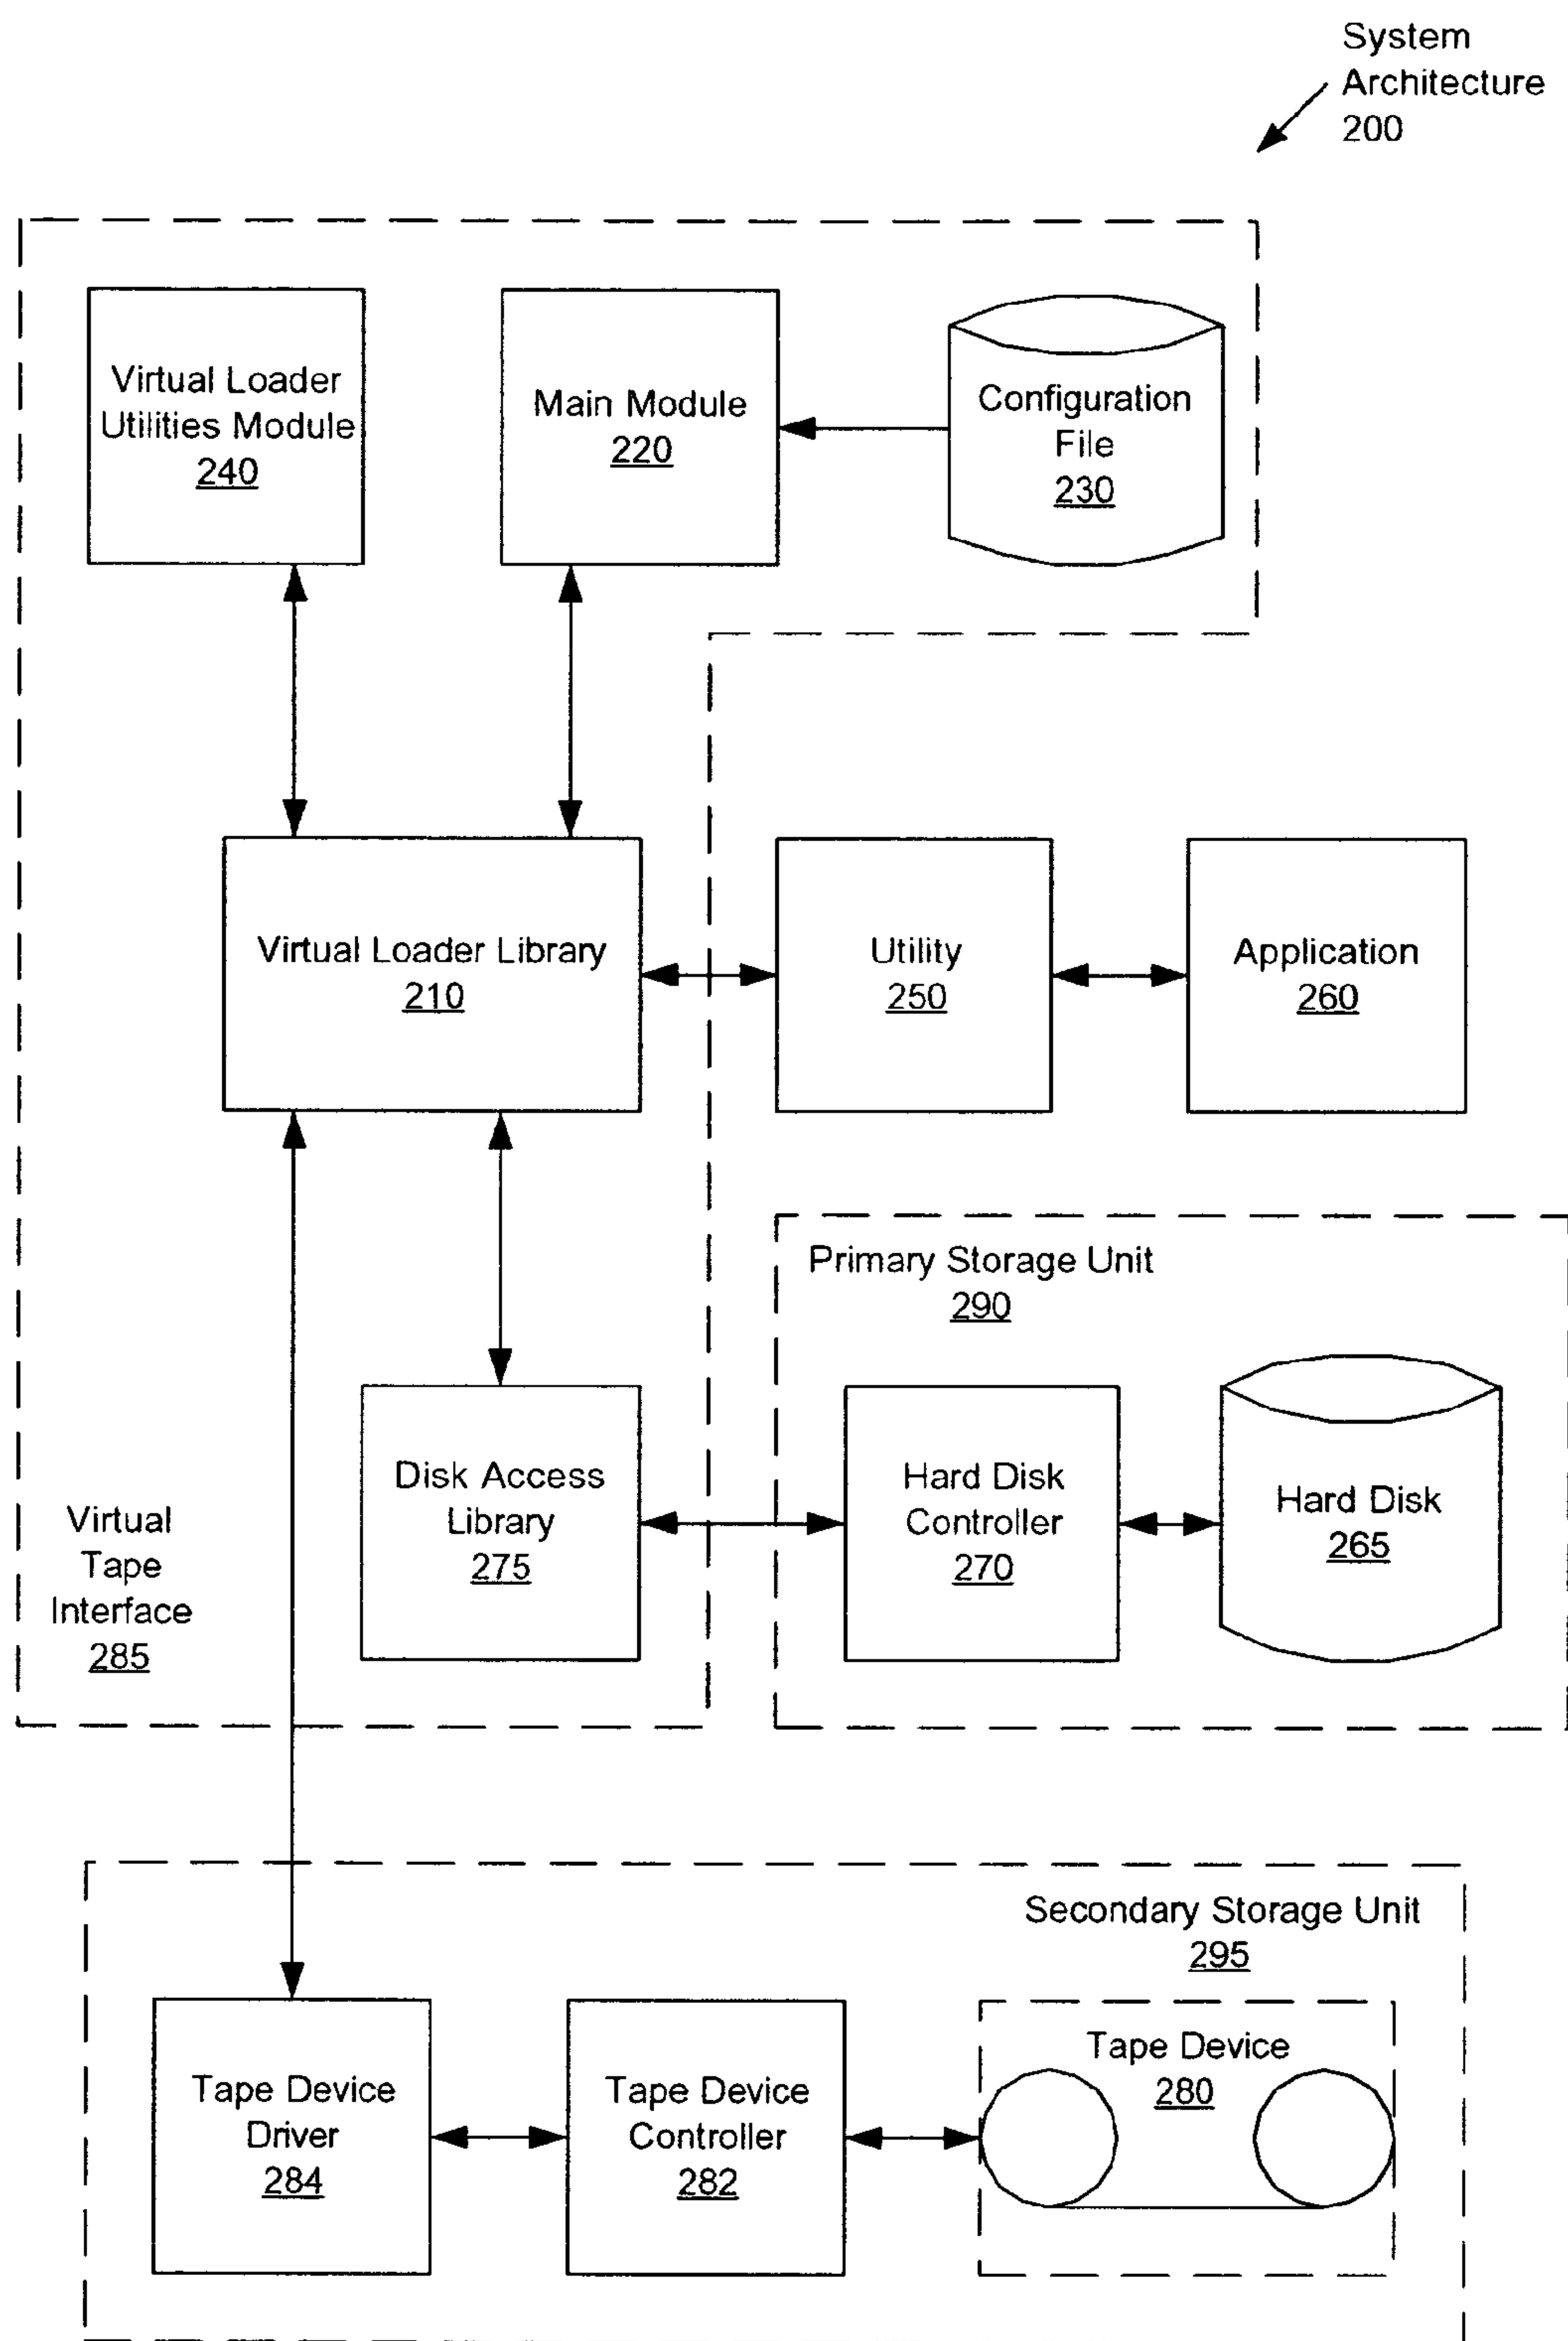 System
Architecture
200
Virtual Loader
Utilities Module
240
Main Module
220
Configuration
File
230
Virtual Loader Library
210
Utility
250
Application
260
Primary Storage Unit
290
Disk Access
Library
275
Hard Disk
Controller
270
Hard Disk
265
Virtual
Tape
Interface
285
Secondary Storage Unit
295
Tape Device
Driver
284
Tape Device
Controller
282
Tape Device
280